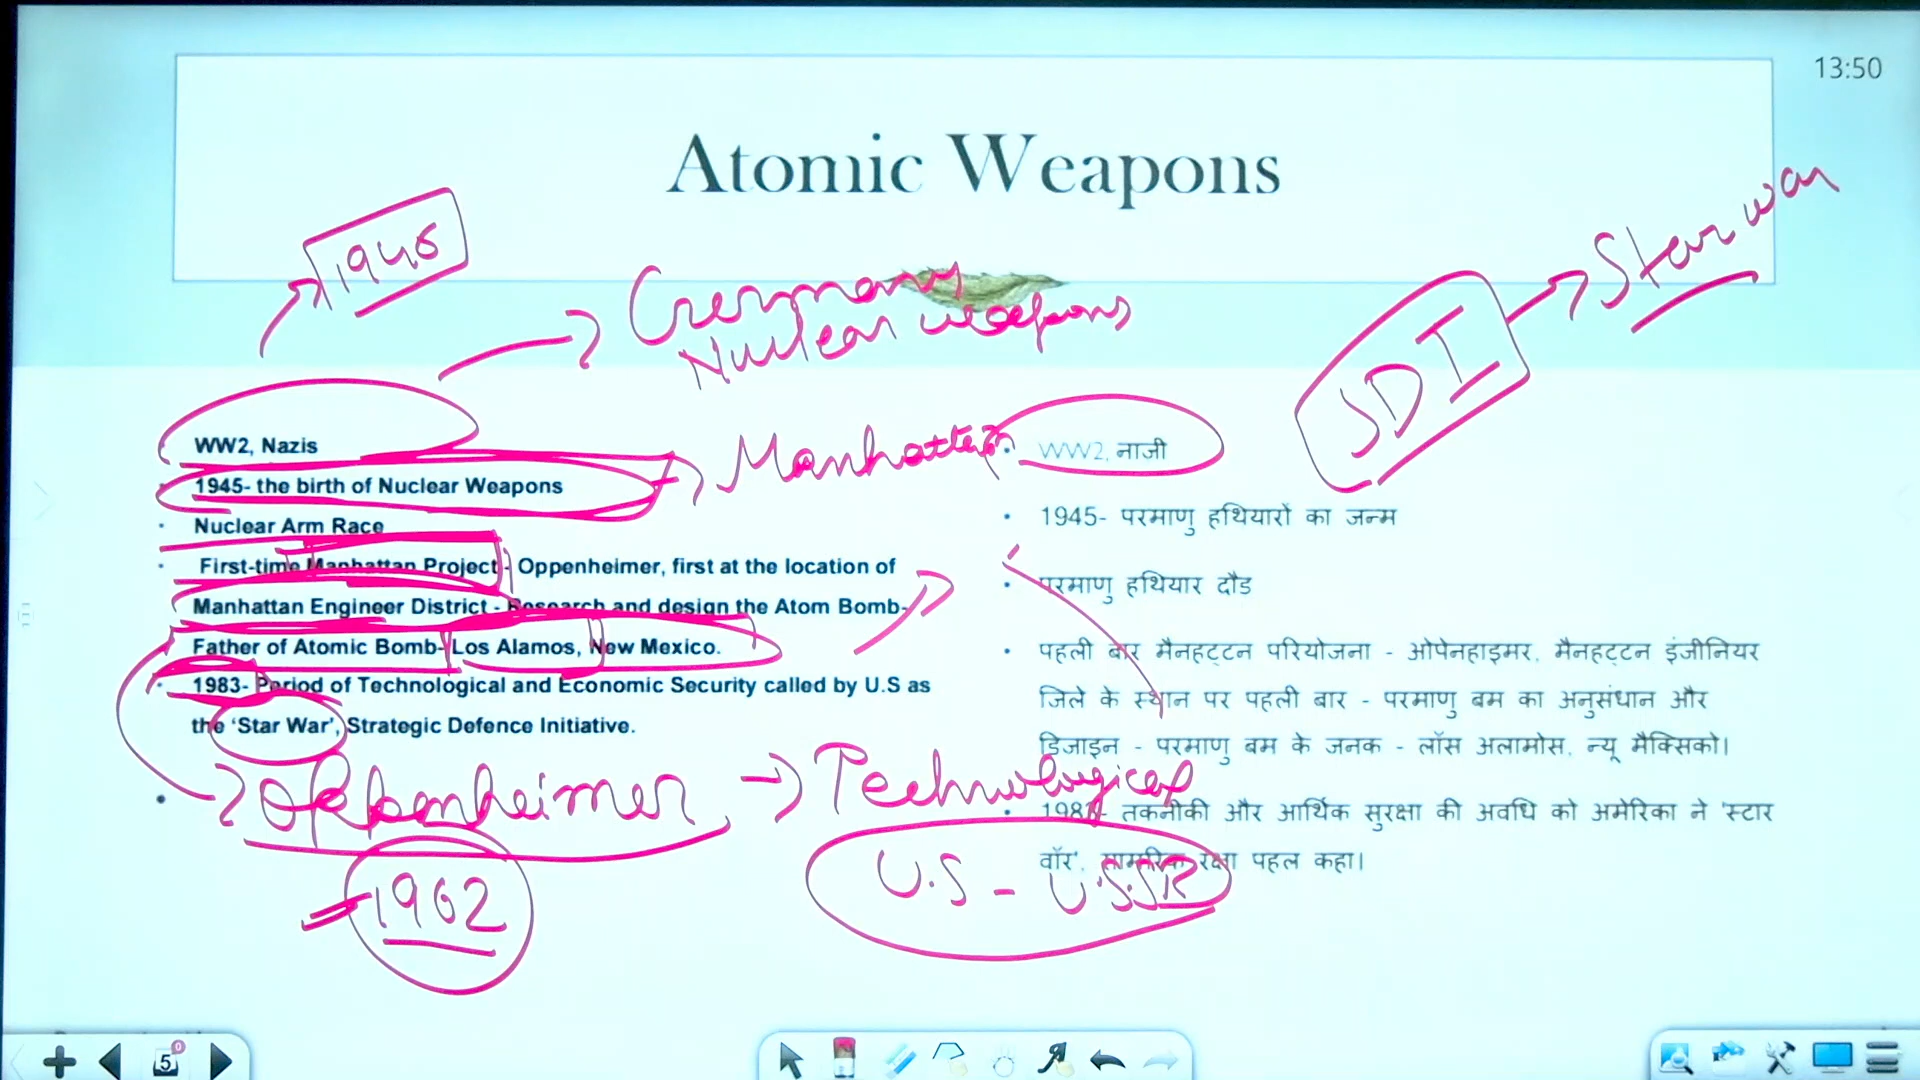 13:50
Atomic Weapons
1945
Germany
Nuclear weapons
Star war
SDI
WW2, Nazis
1945- the birth of Nuclear Weapons
Nuclear Arm Race
First-time Manhattan Project - Oppenheimer, first at the location of
Manhattan Engineer District - Research and design the Atom Bomb-
Father of Atomic Bomb- Los Alamos, New Mexico.
1983- Period of Technological and Economic Security called by U.S as
the ‘Star War’, Strategic Defence Initiative.
Manhattan
WW2, नाजी
1945- परमाणु हथियारों का जन्म
परमाणु हथियार दौड
पहली बार मैनहट्टन परियोजना - ओपेनहाइमर, मैनहट्टन इंजीनियर
जिले के स्थान पर पहली बार - परमाणु बम का अनुसंधान और
डिजाइन - परमाणु बम के जनक - लॉस अलामोस, न्यू मैक्सिको।
तकनीकी और आर्थिक सुरक्षा की अवधि को अमेरिका ने 'स्टार
वॉर', सामरिक रक्षा पहल कहा।
Oppenheimer
Technological
1962
U.S - U.S.S.R
5
0